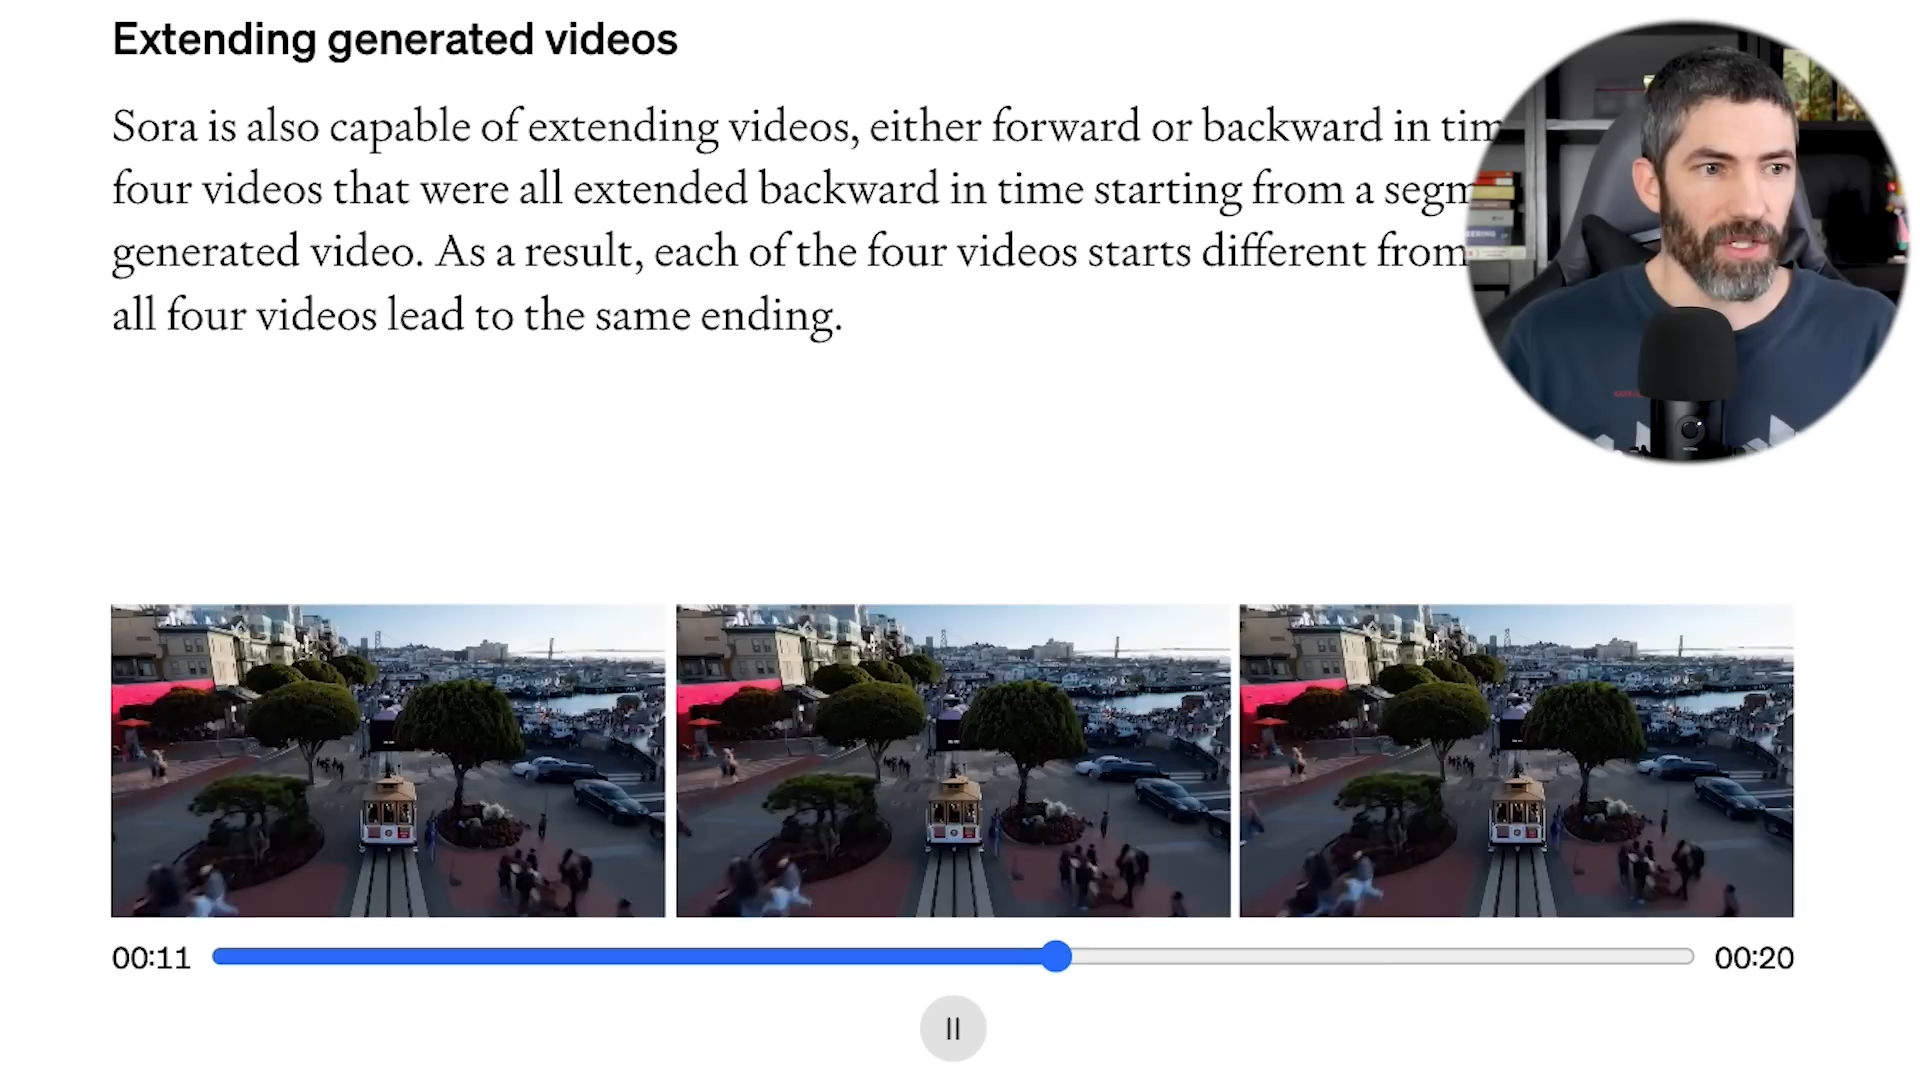 Extending generated videos
Sora is also capable of extending videos, either forward or backward in
four videos that were all extended backward in time starting from a
generated video. As a result, each of the four videos starts different from
all four videos lead to the same ending.
00:11
00:20